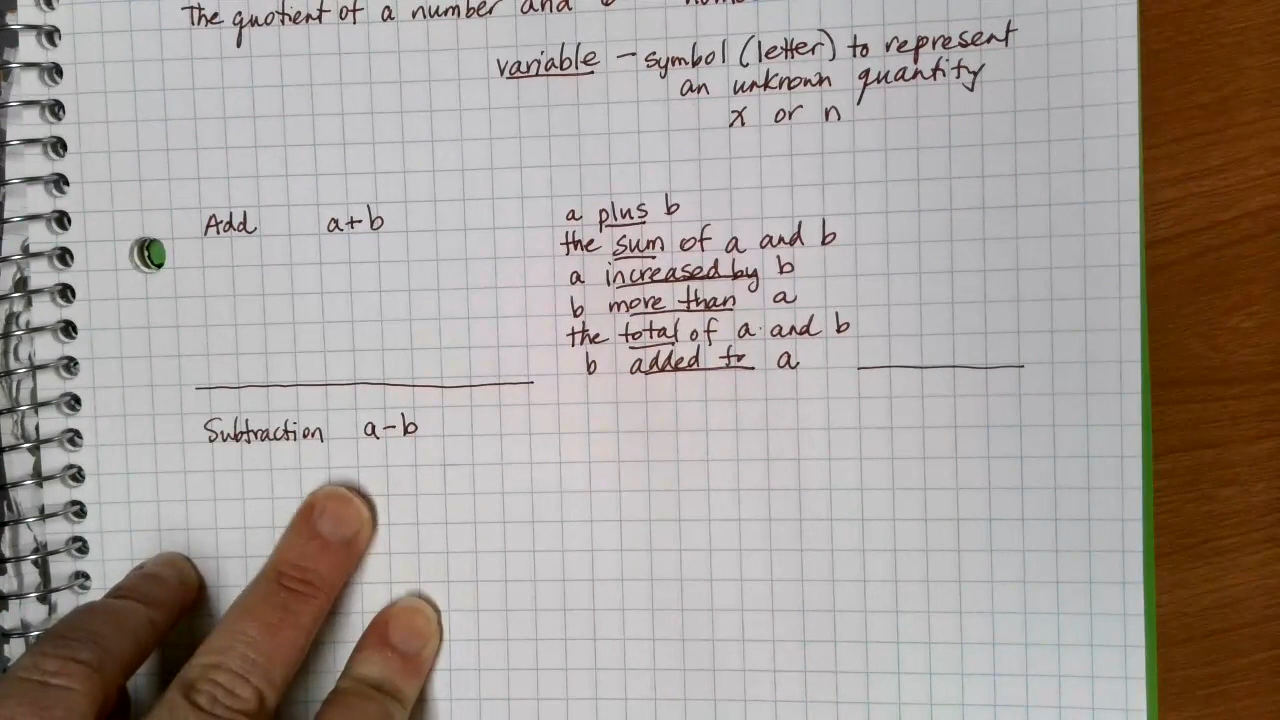 The quotient of a number and
variable – symbol (letter) to represent
an unknown quantity
x or n
Add a+b
a plus b
the sum of a and b
a increased by b
b more than a
the total of a and b
b added to a
Subtraction a-b